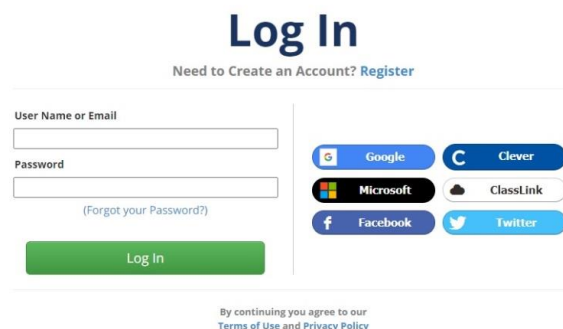 Log In
Need to Create an Account? Register
User Name or Email
Password
(Forgot your Password?)
Log In
G Google
C Clever
Microsoft
ClassLink
f Facebook
Twitter
By continuing you agree to our
Terms of Use and Privacy Policy